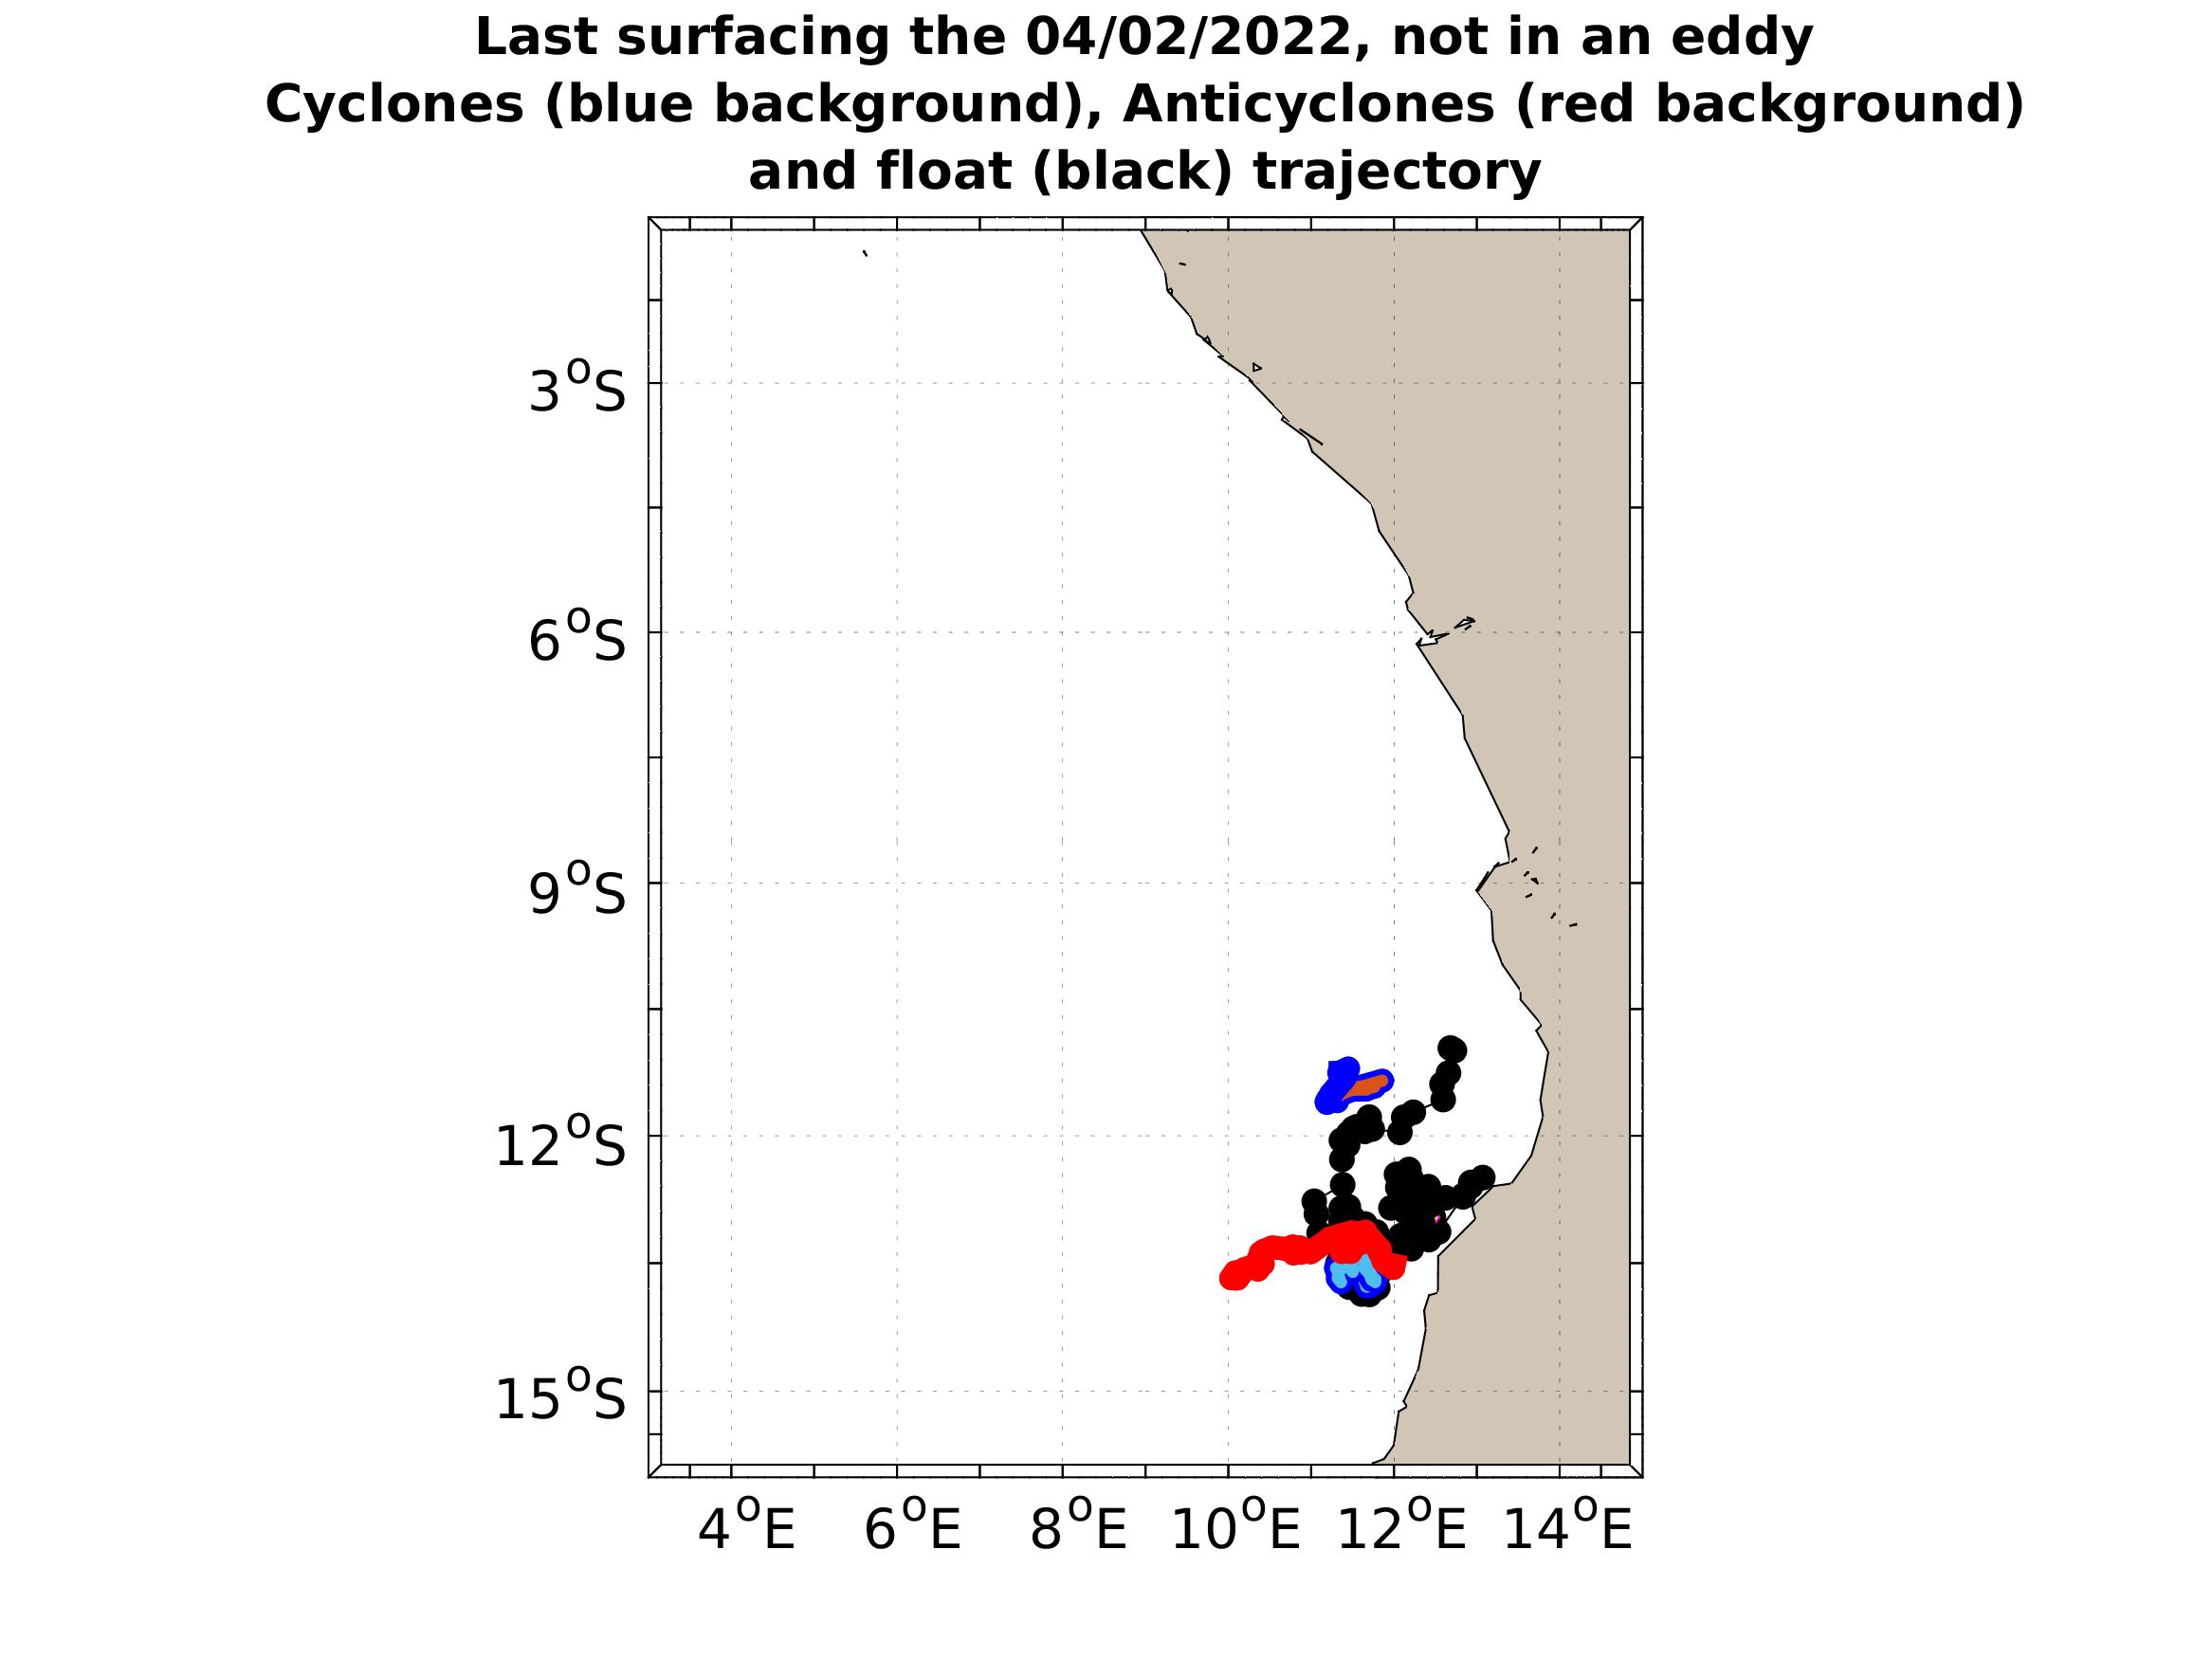 Last surfacing the 04/02/2022, not in an eddy
Cyclones (blue background), Anticyclones (red background)
and float (black) trajectory
3°S
6°S
9°S
12°S
15°S
4°E 6°E 8°E 10°E 12°E 14°E